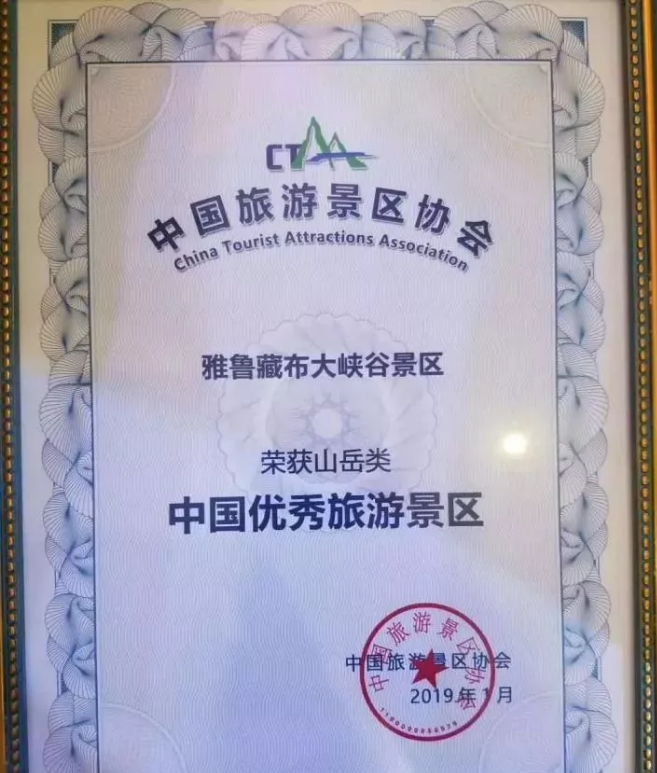 CTA
中国旅游景区协会
China Tourist Attractions Association
雅鲁藏布大峡谷景区
荣获山岳类
中国优秀旅游景区
中国旅游景区协会
中国旅游景区协会
2019年1月